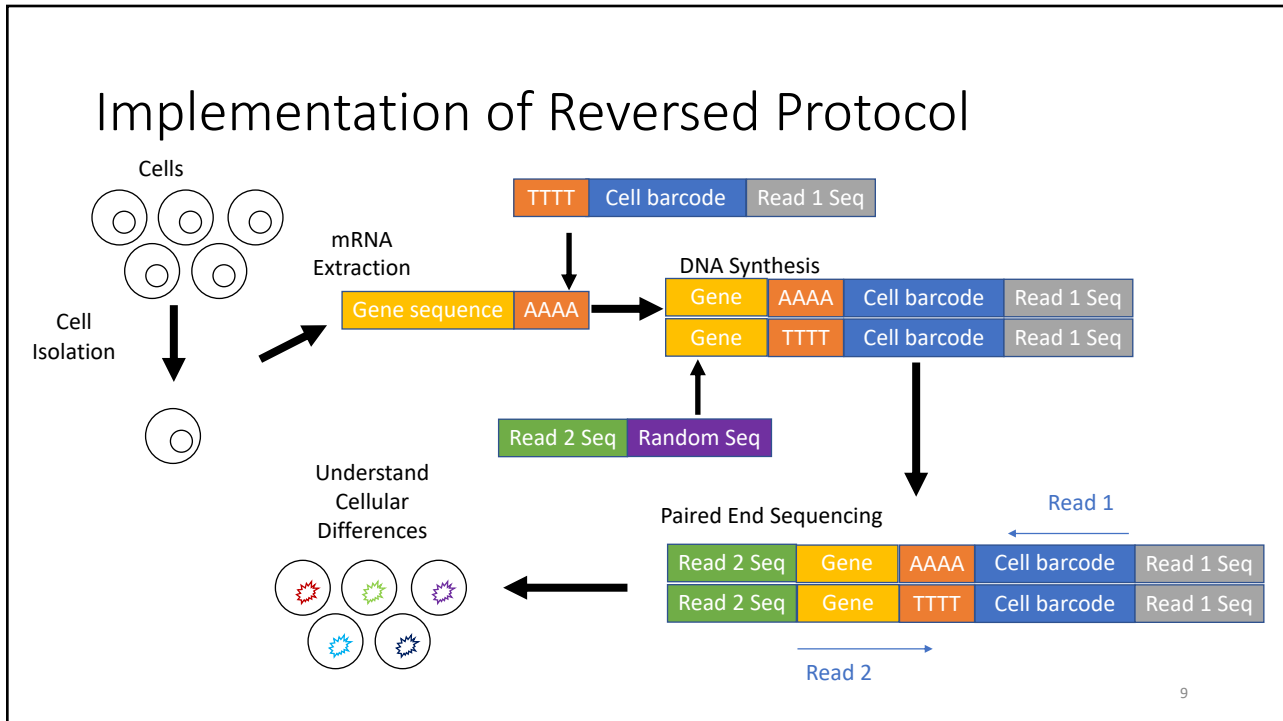 Implementation of Reversed Protocol
Cells
TTTT Cell barcode Read 1 Seq
mRNA
Extraction
DNA Synthesis
Gene sequence AAAA
Gene AAAA Cell barcode Read 1 Seq
Gene TTTT Cell barcode Read 1 Seq
Cell
Isolation
Read 2 Seq Random Seq
Understand
Cellular
Differences
Paired End Sequencing
Read 1
Read 2 Seq Gene AAAA Cell barcode Read 1 Seq
Read 2 Seq Gene TTTT Cell barcode Read 1 Seq
Read 2
9